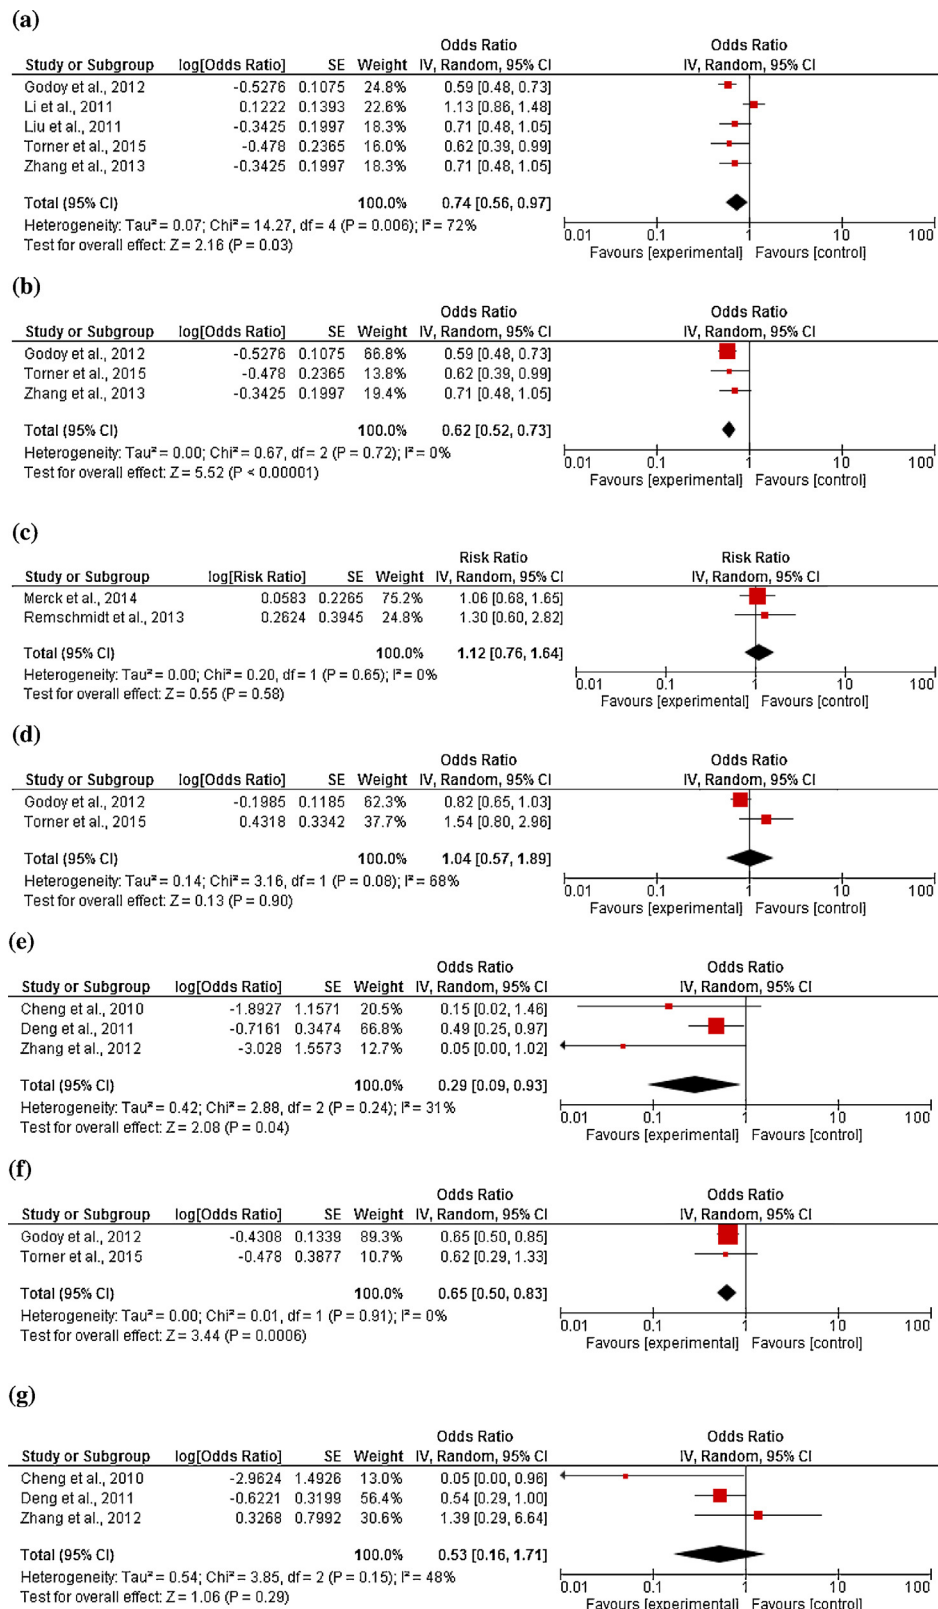 (a)
Odds Ratio Odds Ratio
Study or Subgroup log[Odds Ratio] SE Weight IV, Random, 95% CI IV, Random, 95% CI
Godoy et al., 2012 -0.5276 0.1075 24.8% 0.59 [0.48, 0.73]
Li et al., 2011 0.1222 0.1393 22.6% 1.13 [0.86, 1.48]
Liu et al., 2011 -0.3425 0.1997 18.3% 0.71 [0.48, 1.05]
Torner et al., 2015 -0.478 0.2365 16.0% 0.62 [0.39, 0.99]
Zhang et al., 2013 -0.3425 0.1997 18.3% 0.71 [0.48, 1.05]
Total (95% CI) 100.0% 0.74 [0.56, 0.97]
Heterogeneity: Tau² = 0.07; Chi² = 14.27, df = 4 (P = 0.006); I² = 72%
Test for overall effect: Z = 2.16 (P = 0.03)
0.01 0.1 1 10 100
Favours [experimental] Favours [control]
(b)
Odds Ratio Odds Ratio
Study or Subgroup log[Odds Ratio] SE Weight IV, Random, 95% CI IV, Random, 95% CI
Godoy et al., 2012 -0.5276 0.1075 66.8% 0.59 [0.48, 0.73]
Torner et al., 2015 -0.478 0.2365 13.8% 0.62 [0.39, 0.99]
Zhang et al., 2013 -0.3425 0.1997 19.4% 0.71 [0.48, 1.05]
Total (95% CI) 100.0% 0.62 [0.52, 0.73]
Heterogeneity: Tau² = 0.00; Chi² = 0.67, df = 2 (P = 0.72); I² = 0%
Test for overall effect: Z = 5.52 (P < 0.00001)
0.01 0.1 1 10 100
Favours [experimental] Favours [control]
(c)
Risk Ratio Risk Ratio
Study or Subgroup log[Risk Ratio] SE Weight IV, Random, 95% CI IV, Random, 95% CI
Merck et al., 2014 0.0583 0.2265 75.2% 1.06 [0.68, 1.65]
Remschmidt et al., 2013 0.2624 0.3945 24.8% 1.30 [0.60, 2.82]
Total (95% CI) 100.0% 1.12 [0.76, 1.64]
Heterogeneity: Tau² = 0.00; Chi² = 0.20, df = 1 (P = 0.65); I² = 0%
Test for overall effect: Z = 0.55 (P = 0.58)
0.01 0.1 1 10 100
Favours [experimental] Favours [control]
(d)
Odds Ratio Odds Ratio
Study or Subgroup log[Odds Ratio] SE Weight IV, Random, 95% CI IV, Random, 95% CI
Godoy et al., 2012 -0.1985 0.1185 62.3% 0.82 [0.65, 1.03]
Torner et al., 2015 0.4318 0.3342 37.7% 1.54 [0.80, 2.96]
Total (95% CI) 100.0% 1.04 [0.57, 1.89]
Heterogeneity: Tau² = 0.14; Chi² = 3.16, df = 1 (P = 0.08); I² = 68%
Test for overall effect: Z = 0.13 (P = 0.90)
0.01 0.1 1 10 100
Favours [experimental] Favours [control]
(e)
Odds Ratio Odds Ratio
Study or Subgroup log[Odds Ratio] SE Weight IV, Random, 95% CI IV, Random, 95% CI
Cheng et al., 2010 -1.8927 1.1571 20.5% 0.15 [0.02, 1.46]
Deng et al., 2011 -0.7161 0.3474 66.8% 0.49 [0.25, 0.97]
Zhang et al., 2012 -3.028 1.5573 12.7% 0.05 [0.00, 1.02]
Total (95% CI) 100.0% 0.29 [0.09, 0.93]
Heterogeneity: Tau² = 0.42; Chi² = 2.88, df = 2 (P = 0.24); I² = 31%
Test for overall effect: Z = 2.08 (P = 0.04)
0.01 0.1 1 10 100
Favours [experimental] Favours [control]
(f)
Odds Ratio Odds Ratio
Study or Subgroup log[Odds Ratio] SE Weight IV, Random, 95% CI IV, Random, 95% CI
Godoy et al., 2012 -0.4308 0.1339 89.3% 0.65 [0.50, 0.85]
Torner et al., 2015 -0.478 0.3877 10.7% 0.62 [0.29, 1.33]
Total (95% CI) 100.0% 0.65 [0.50, 0.83]
Heterogeneity: Tau² = 0.00; Chi² = 0.01, df = 1 (P = 0.91); I² = 0%
Test for overall effect: Z = 3.44 (P = 0.0006)
0.01 0.1 1 10 100
Favours [experimental] Favours [control]
(g)
Odds Ratio Odds Ratio
Study or Subgroup log[Odds Ratio] SE Weight IV, Random, 95% CI IV, Random, 95% CI
Cheng et al., 2010 -2.9624 1.4926 13.0% 0.05 [0.00, 0.96]
Deng et al., 2011 -0.6221 0.3199 56.4% 0.54 [0.29, 1.00]
Zhang et al., 2012 0.3268 0.7992 30.6% 1.39 [0.29, 6.64]
Total (95% CI) 100.0% 0.53 [0.16, 1.71]
Heterogeneity: Tau² = 0.54; Chi² = 3.85, df = 2 (P = 0.15); I² = 48%
Test for overall effect: Z = 1.06 (P = 0.29)
0.01 0.1 1 10 100
Favours [experimental] Favours [control]